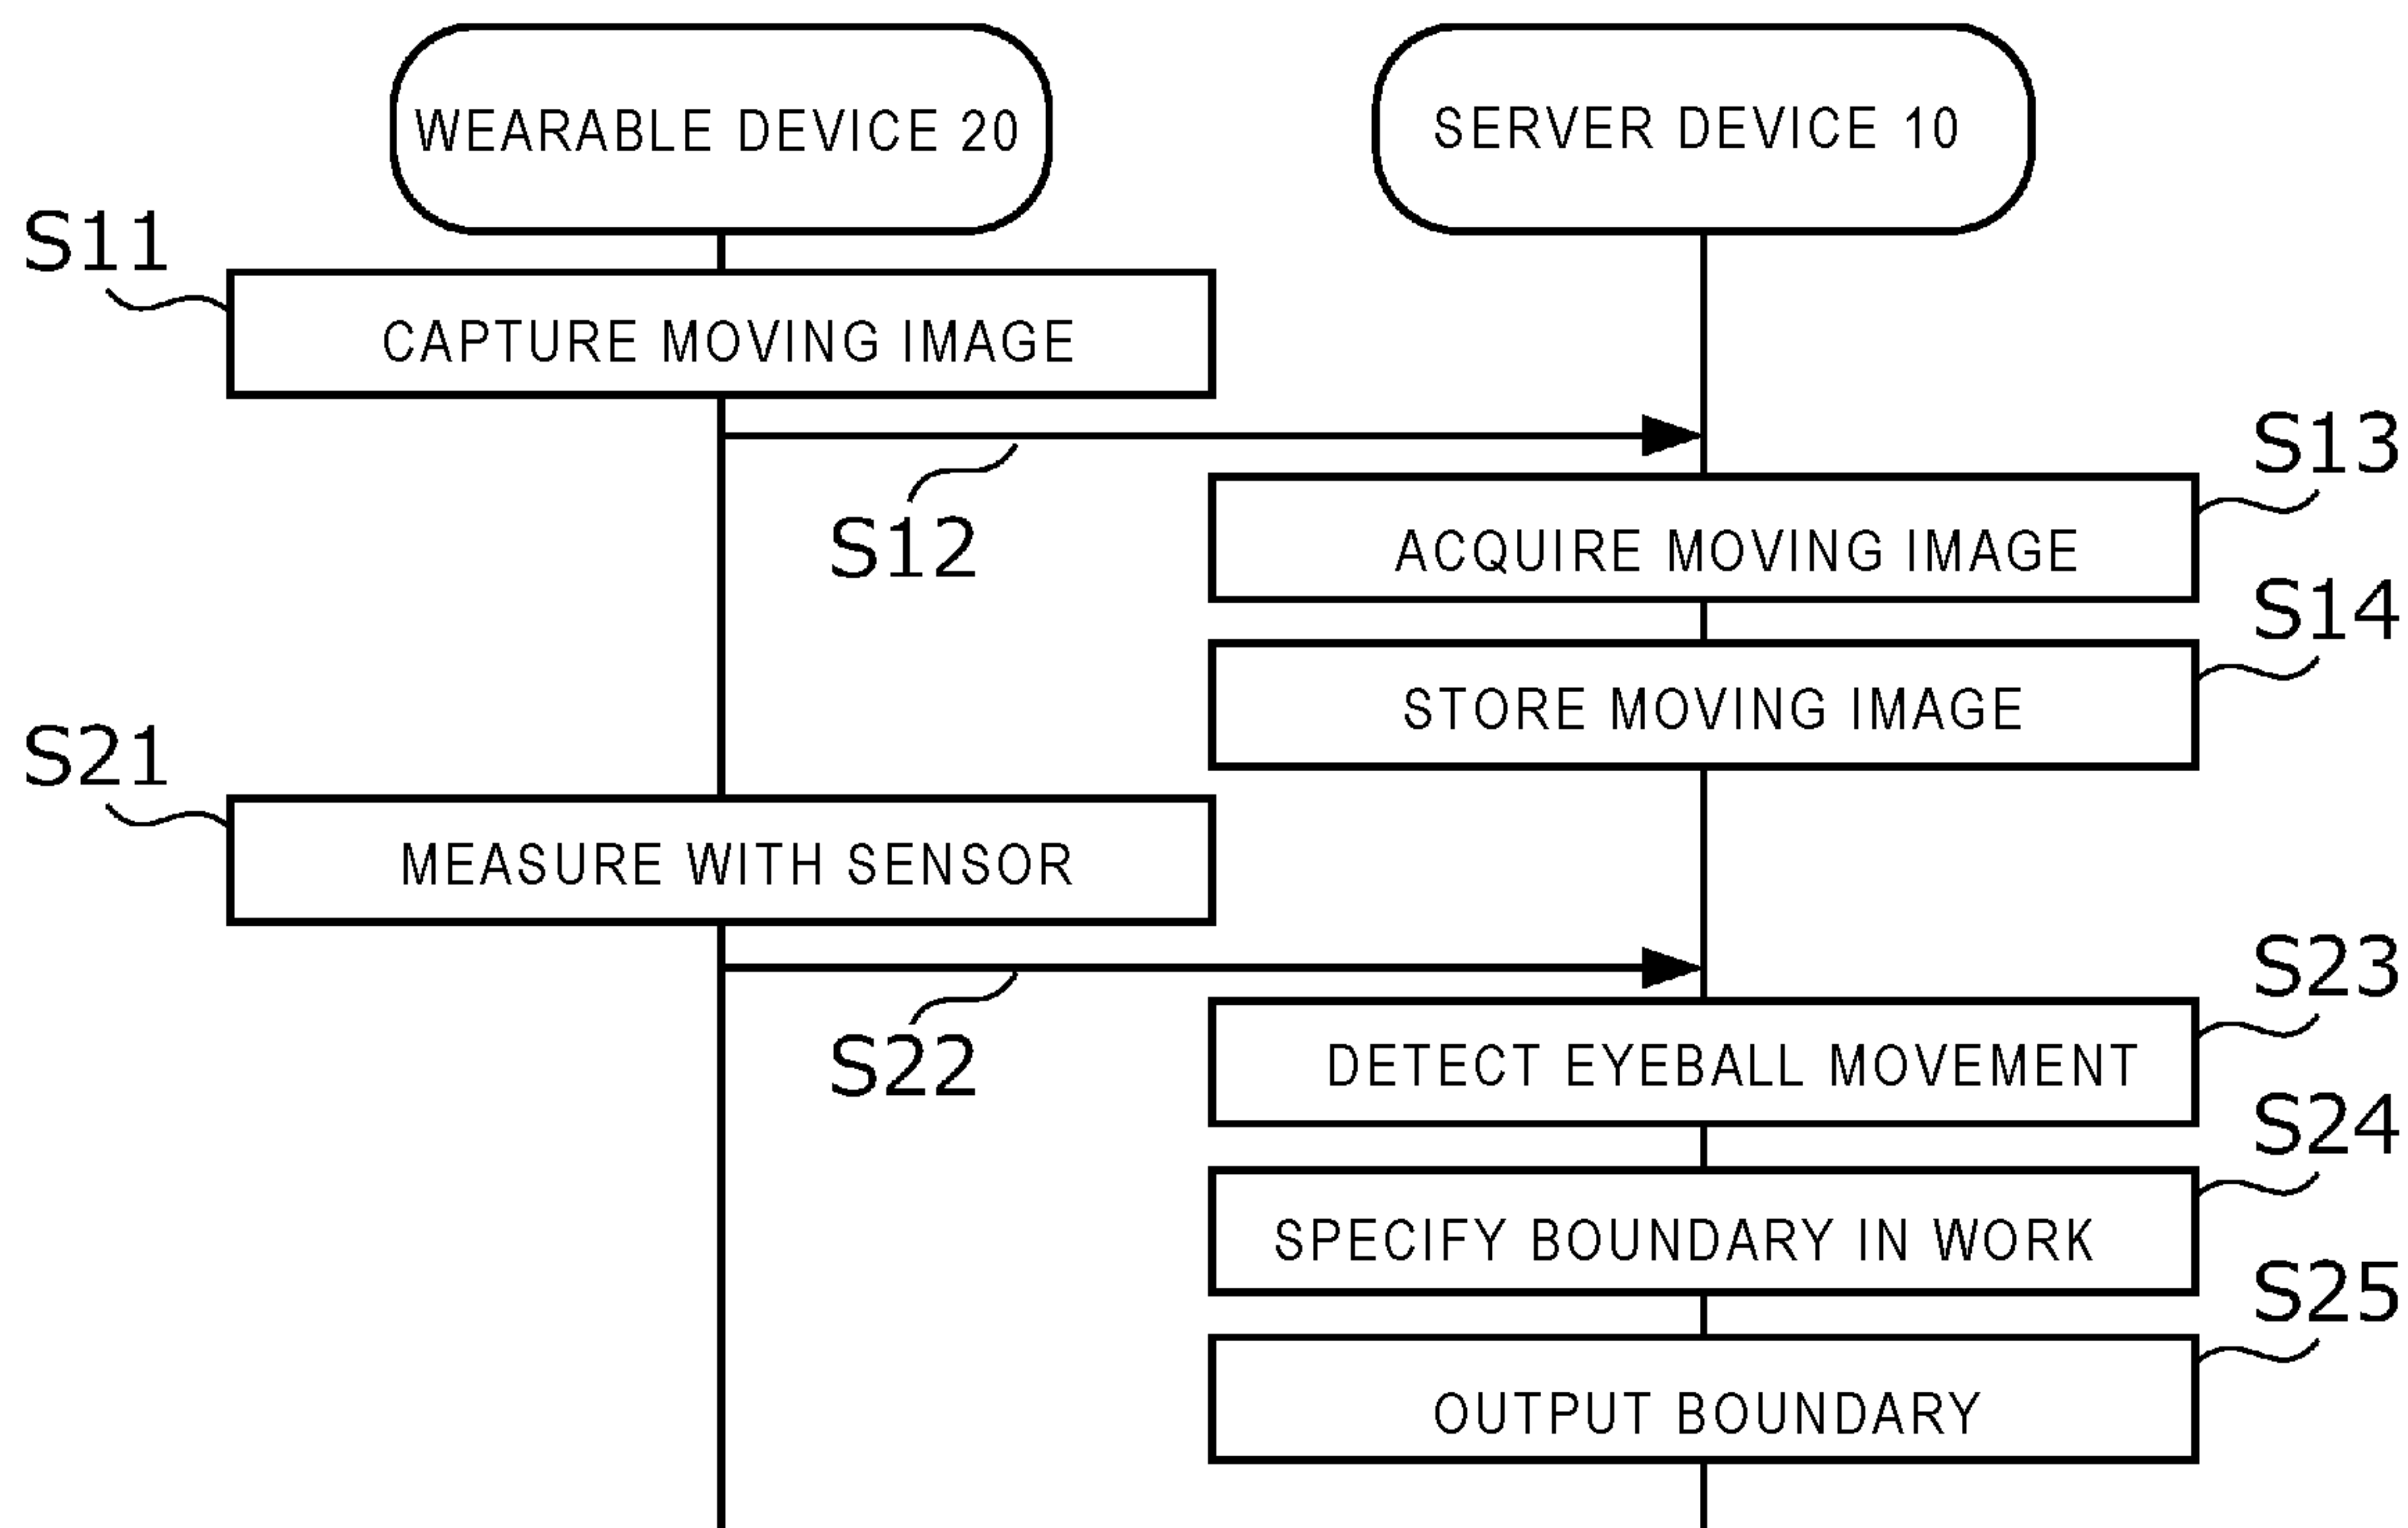 WEARABLE DEVICE 20
SERVER DEVICE 10
S11
CAPTURE MOVING IMAGE
S12
S13
ACQUIRE MOVING IMAGE
S14
STORE MOVING IMAGE
S21
MEASURE WITH SENSOR
S22
S23
DETECT EYEBALL MOVEMENT
S24
SPECIFY BOUNDARY IN WORK
S25
OUTPUT BOUNDARY